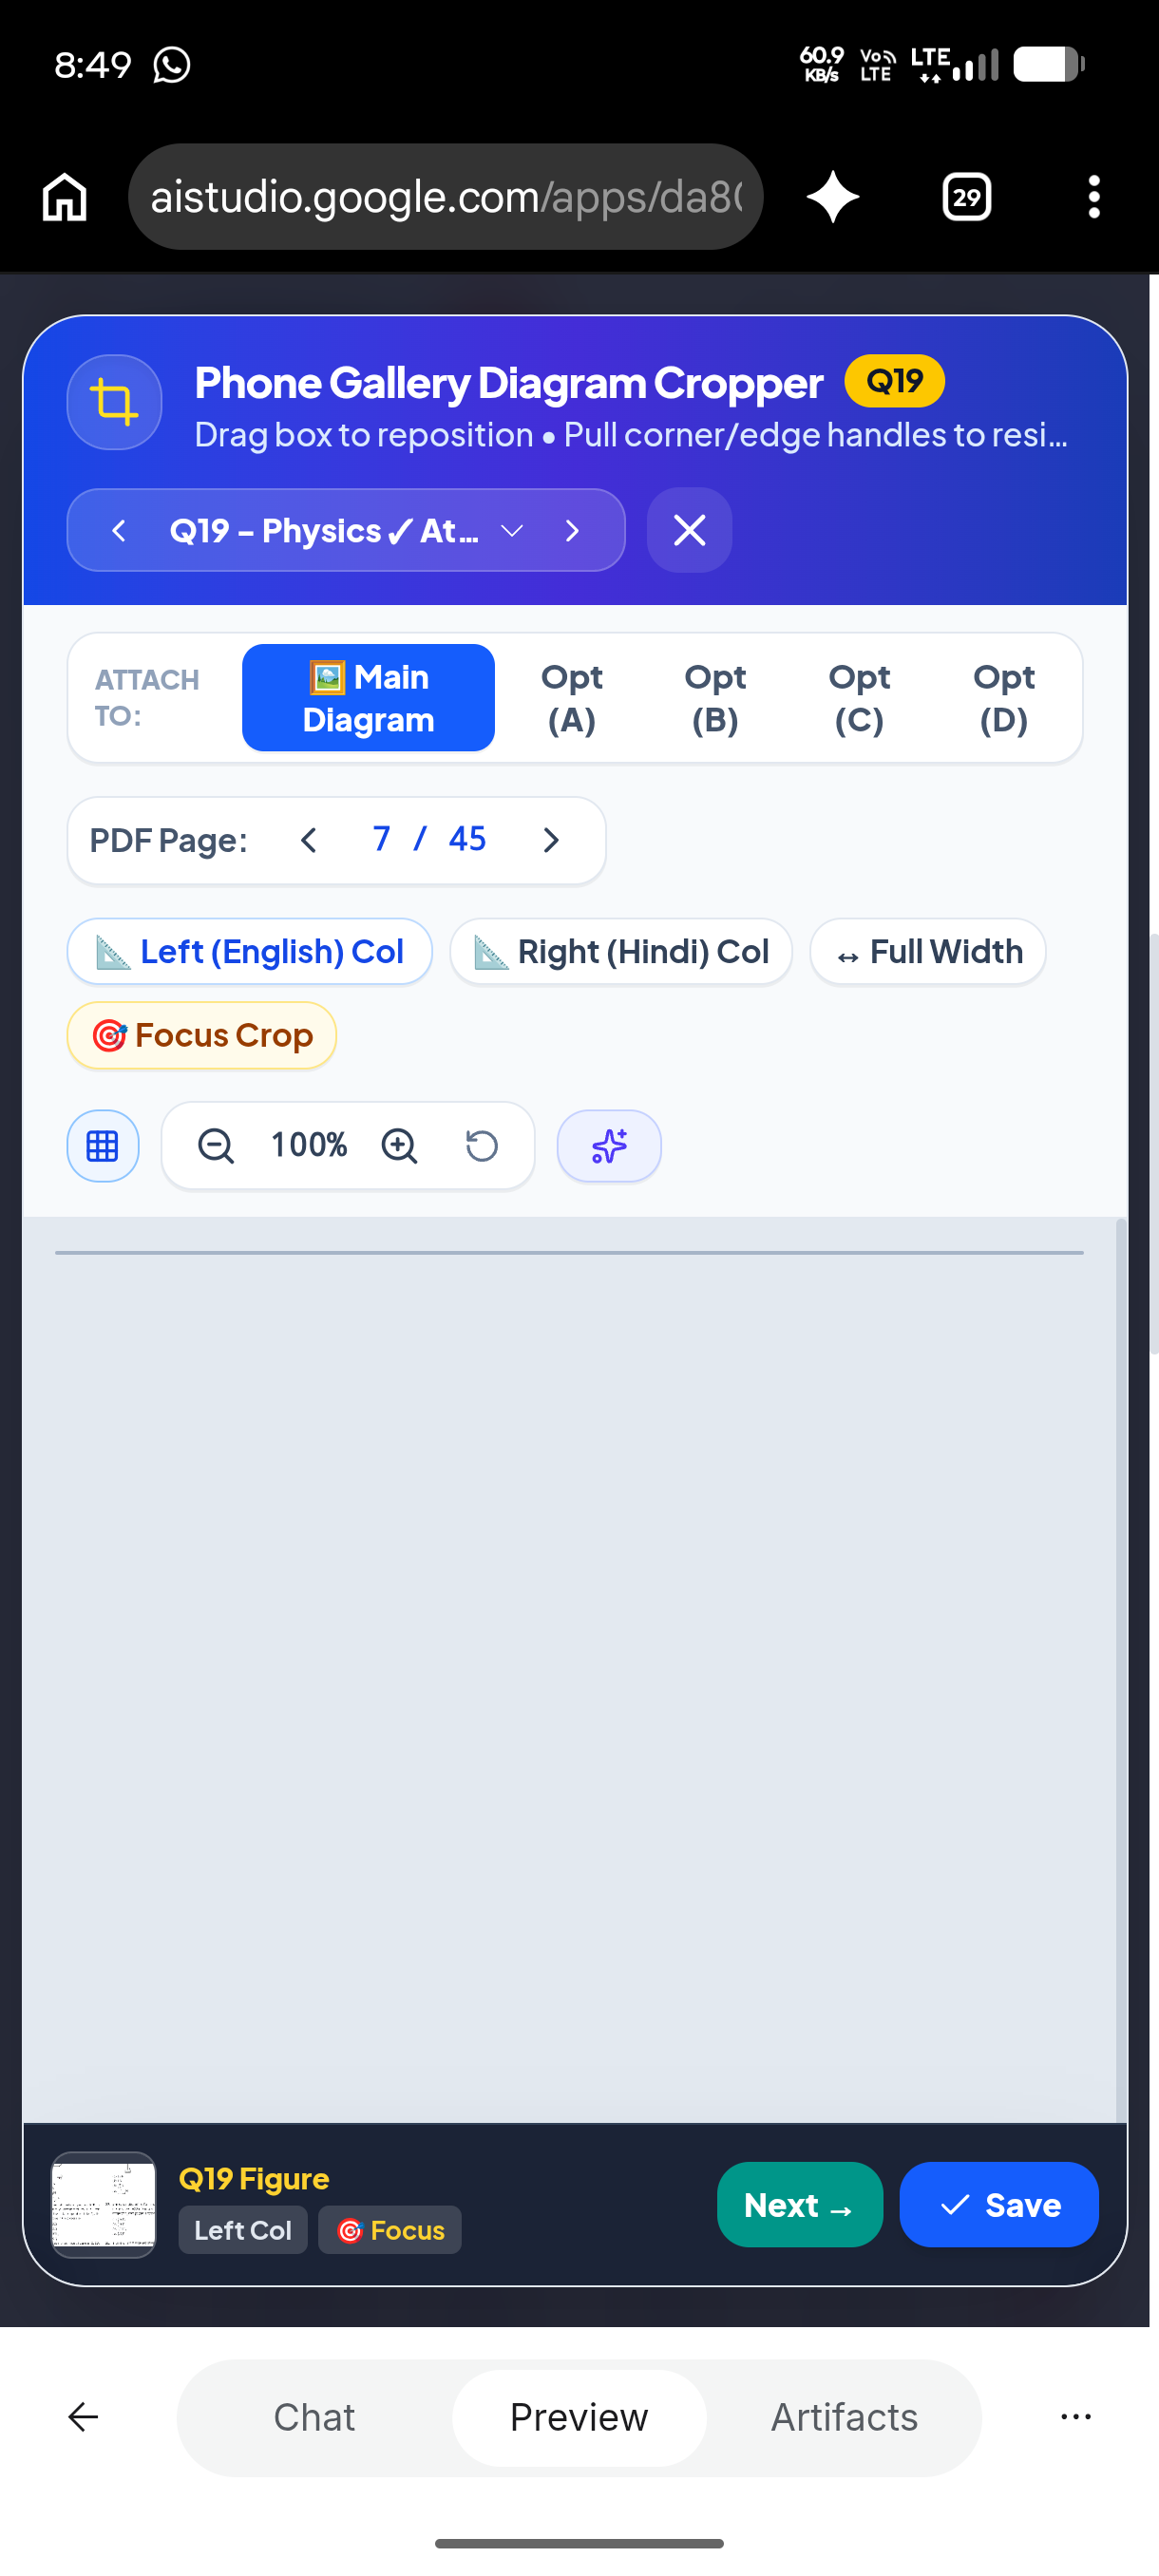 8:49
60.9 KB/s
Vo LTE
LTE
aistudio.google.com/apps/da8
29
Phone Gallery Diagram Cropper Q19
Drag box to reposition • Pull corner/edge handles to resi...
Q19 - Physics ✓ At...
ATTACH TO:
🖼️ Main Diagram
Opt (A)
Opt (B)
Opt (C)
Opt (D)
PDF Page: 7 / 45
📐 Left (English) Col
📐 Right (Hindi) Col
↔ Full Width
🎯 Focus Crop
100%
Q19 Figure
Left Col
🎯 Focus
Next →
✓ Save
Chat
Preview
Artifacts